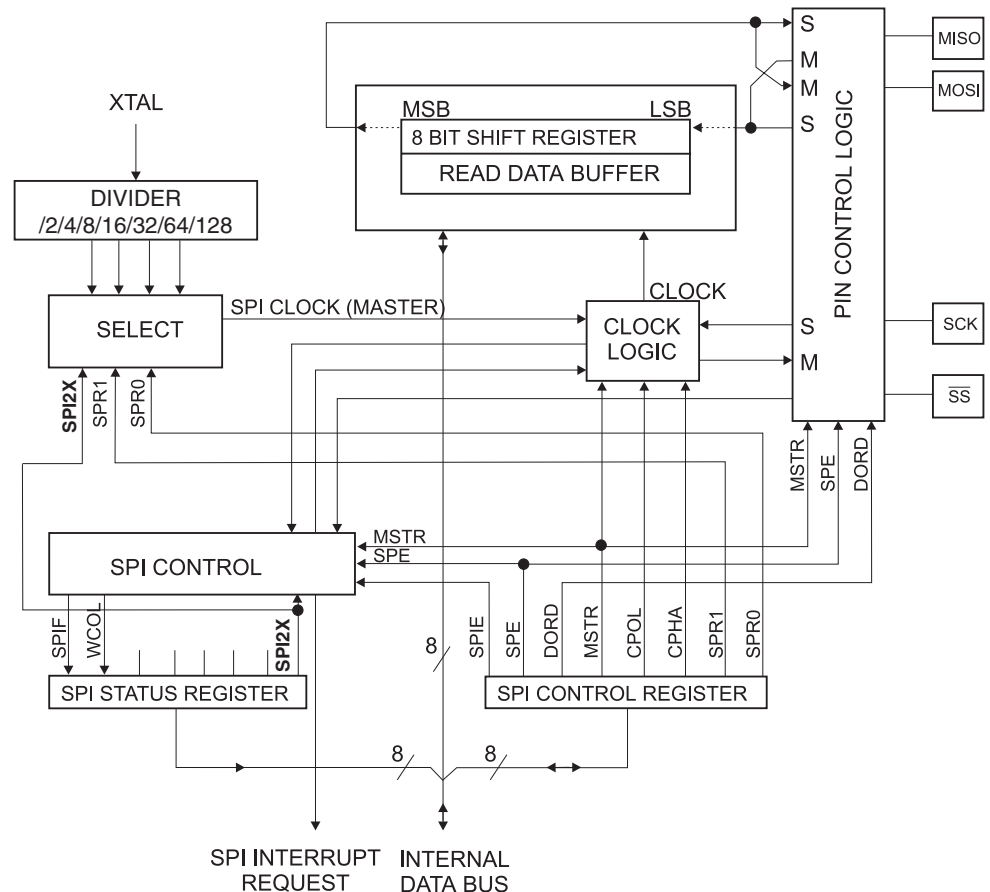 S
M
M
S
MISO
MOSI
XTAL
MSB
LSB
8 BIT SHIFT REGISTER
READ DATA BUFFER
DIVIDER
/2/4/8/16/32/64/128
PIN CONTROL LOGIC
SPI CLOCK (MASTER)
CLOCK
SELECT
CLOCK
LOGIC
S
M
SCK
SS
SPI2X
SPR1
SPR0
MSTR
SPE
DORD
MSTR
SPE
SPI CONTROL
SPIF
WCOL
SPI2X
8
SPIE
SPE
DORD
MSTR
CPOL
CPHA
SPR1
SPR0
SPI STATUS REGISTER
SPI CONTROL REGISTER
8
8
SPI INTERRUPT
REQUEST
INTERNAL
DATA BUS